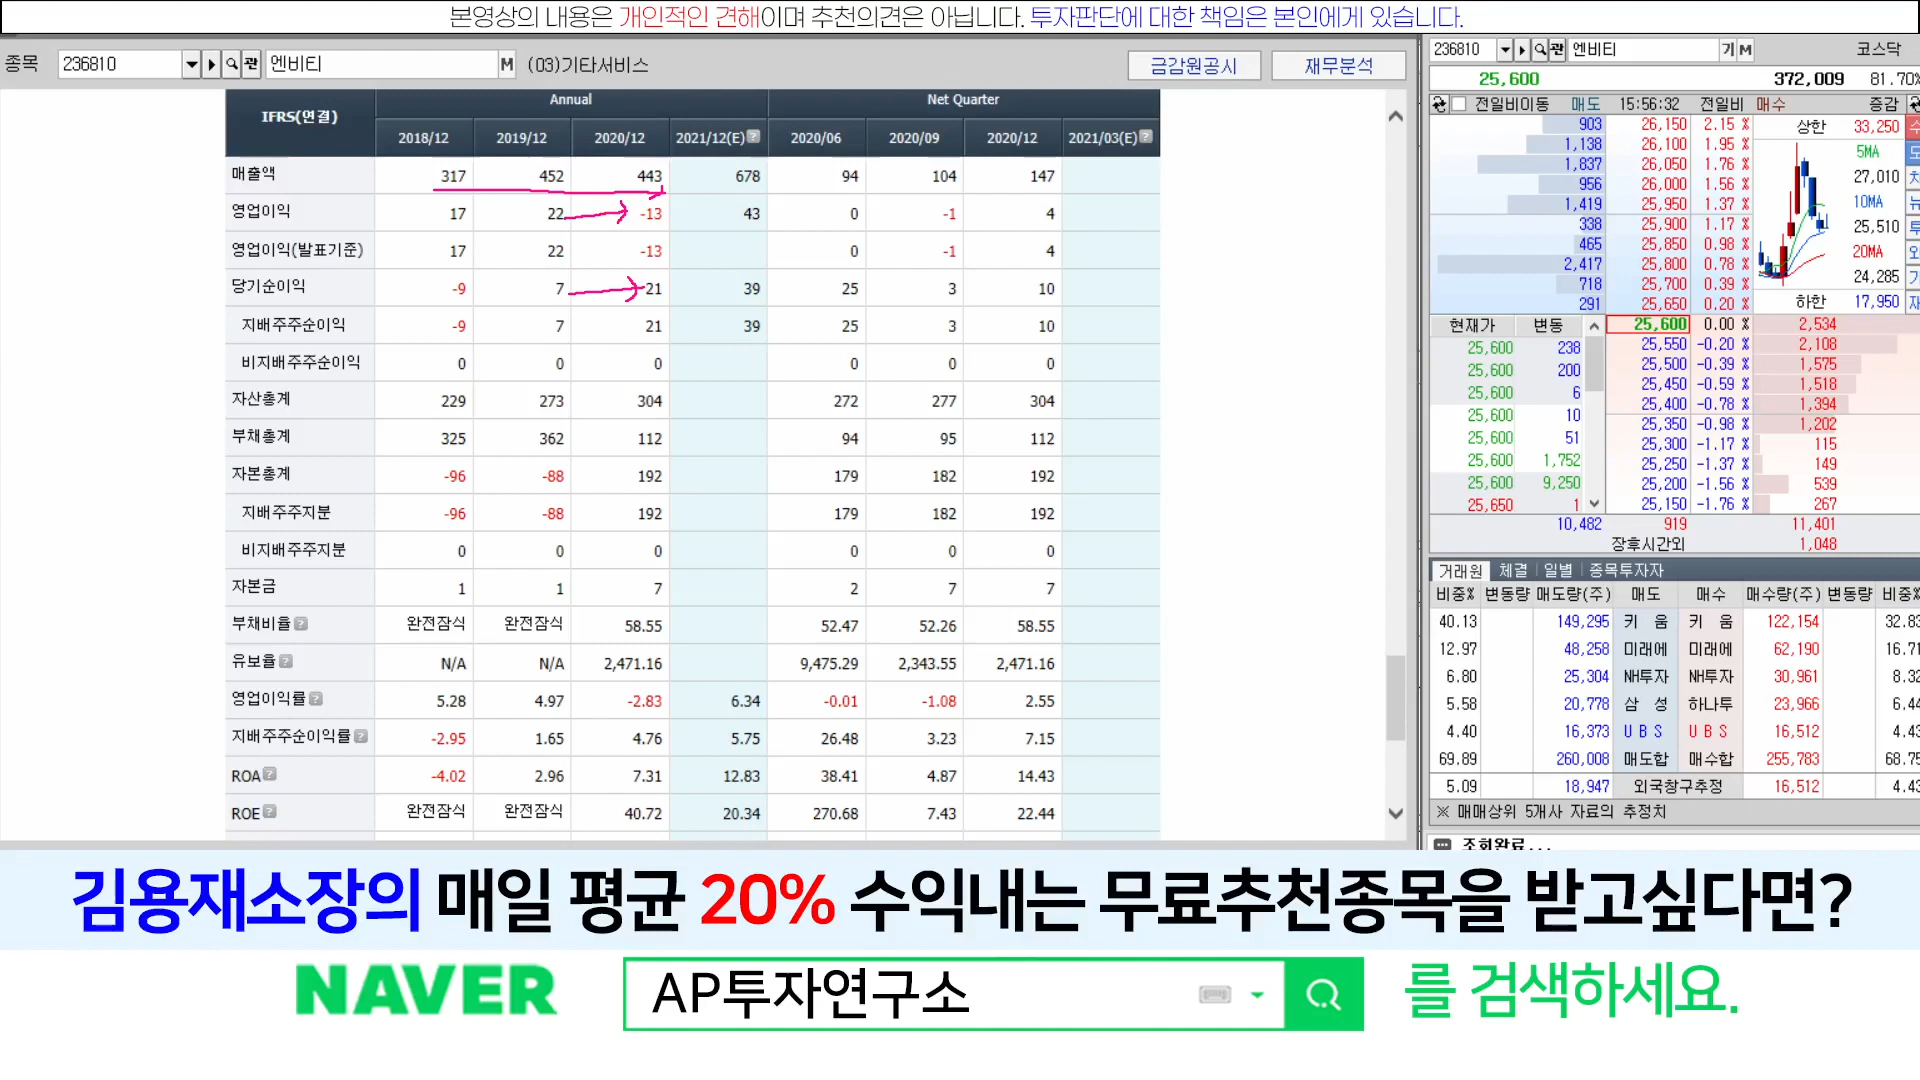 본영상의 내용은 개인적인 견해이며 추천의견은 아닙니다. 투자판단에 대한 책임은 본인에게 있습니다.
종목 236810 관 엔비티 M (03)기타서비스 금감원공시 재무분석
IFRS(연결) Annual Net Quarter
2018/12 2019/12 2020/12 2021/12(E) 2020/06 2020/09 2020/12 2021/03(E)
매출액 317 452 443 678 94 104 147
영업이익 17 22 -13 43 0 -1 4
영업이익(발표기준) 17 22 -13 0 -1 4
당기순이익 -9 7 21 39 25 3 10
지배주주순이익 -9 7 21 39 25 3 10
비지배주주순이익 0 0 0 0 0 0
자산총계 229 273 304 272 277 304
부채총계 325 362 112 94 95 112
자본총계 -96 -88 192 179 182 192
지배주주지분 -96 -88 192 179 182 192
비지배주주지분 0 0 0 0 0 0
자본금 1 1 7 2 7 7
부채비율 완전잠식 완전잠식 58.55 52.47 52.26 58.55
유보율 N/A N/A 2,471.16 9,475.29 2,343.55 2,471.16
영업이익률 5.28 4.97 -2.83 6.34 -0.01 -1.08 2.55
지배주주순이익률 -2.95 1.65 4.76 5.75 26.48 3.23 7.15
ROA -4.02 2.96 7.31 12.83 38.41 4.87 14.43
ROE 완전잠식 완전잠식 40.72 20.34 270.68 7.43 22.44
236810 관 엔비티 기 M 코스닥
25,600 372,009 81.70%
전일비이동 매도 15:56:32 전일비 매수 증감
903 26,150 2.15 % 상한 33,250
1,138 26,100 1.95 % 5MA
1,837 26,050 1.76 % 27,010
956 26,000 1.56 % 10MA
1,419 25,950 1.37 %
338 25,900 1.17 % 25,510
465 25,850 0.98 % 20MA
2,417 25,800 0.78 %
718 25,700 0.39 % 24,285
291 25,650 0.20 % 하한 17,950
현재가 변동 25,600 0.00 % 2,534
25,600 238 25,550 -0.20 % 2,108
25,600 200 25,500 -0.39 % 1,575
25,600 6 25,450 -0.59 % 1,518
25,600 10 25,400 -0.78 % 1,394
25,600 51 25,350 -0.98 % 1,202
25,600 1,752 25,300 -1.17 % 115
25,600 9,250 25,250 -1.37 % 149
25,650 1 25,200 -1.56 % 539
25,150 -1.76 % 267
10,482 919 11,401
장후시간외 1,048
거래원 체결 일별 종목투자자
비중% 변동량 매도량(주) 매도 매수 매수량(주) 변동량 비중%
40.13 149,295 키 움 키 움 122,154 32.83
12.97 48,258 미래에 미래에 62,190 16.71
6.80 25,304 NH투자 NH투자 30,961 8.32
5.58 20,778 삼 성 하나투 23,966 6.44
4.40 16,373 U B S U B S 16,512 4.43
69.89 260,008 매도합 매수합 255,783 68.75
5.09 18,947 외국창구추정 16,512 4.43
※ 매매상위 5개사 자료의 추정치
조회완료...
김용재소장의 매일 평균 20% 수익내는 무료추천종목을 받고싶다면?
NAVER AP투자연구소 를 검색하세요.